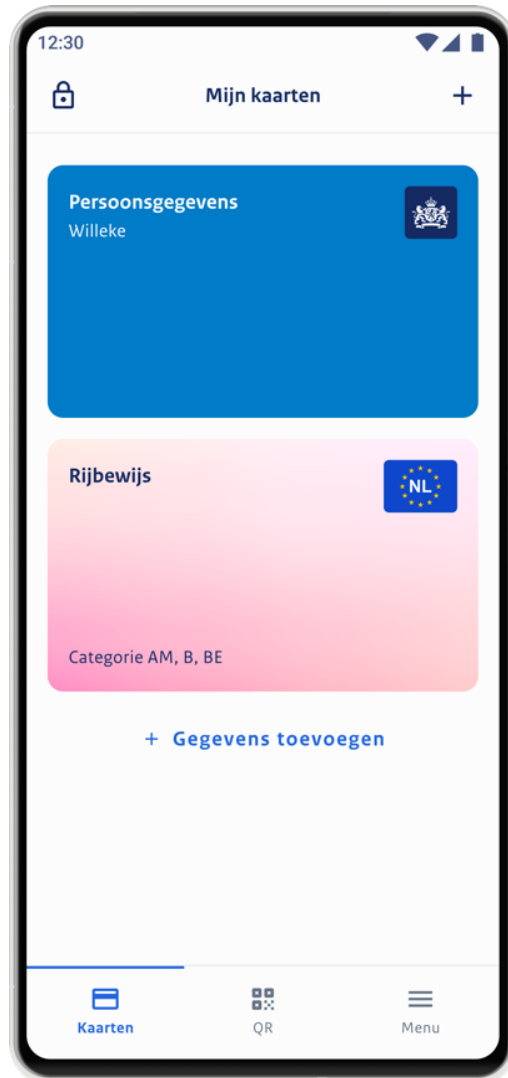 12:30
Mijn kaarten
Persoonsgegevens
Willeke
Rijbewijs
NL
Categorie AM, B, BE
+ Gegevens toevoegen
Kaarten
QR
Menu